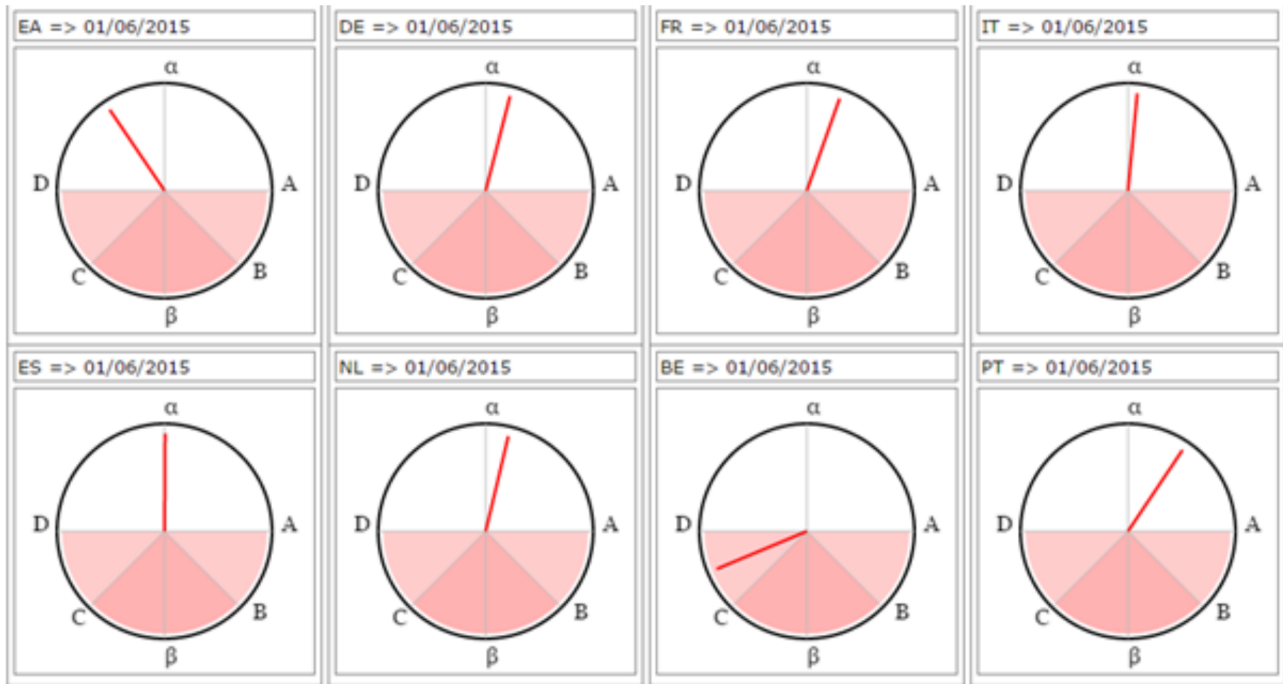 EA => 01/06/2015
DE => 01/06/2015
FR => 01/06/2015
IT => 01/06/2015
α
D A
C B
β
α
D A
C B
β
α
D A
C B
β
α
D A
C B
β
ES => 01/06/2015
NL => 01/06/2015
BE => 01/06/2015
PT => 01/06/2015
α
D A
C B
β
α
D A
C B
β
α
D A
C B
β
α
D A
C B
β